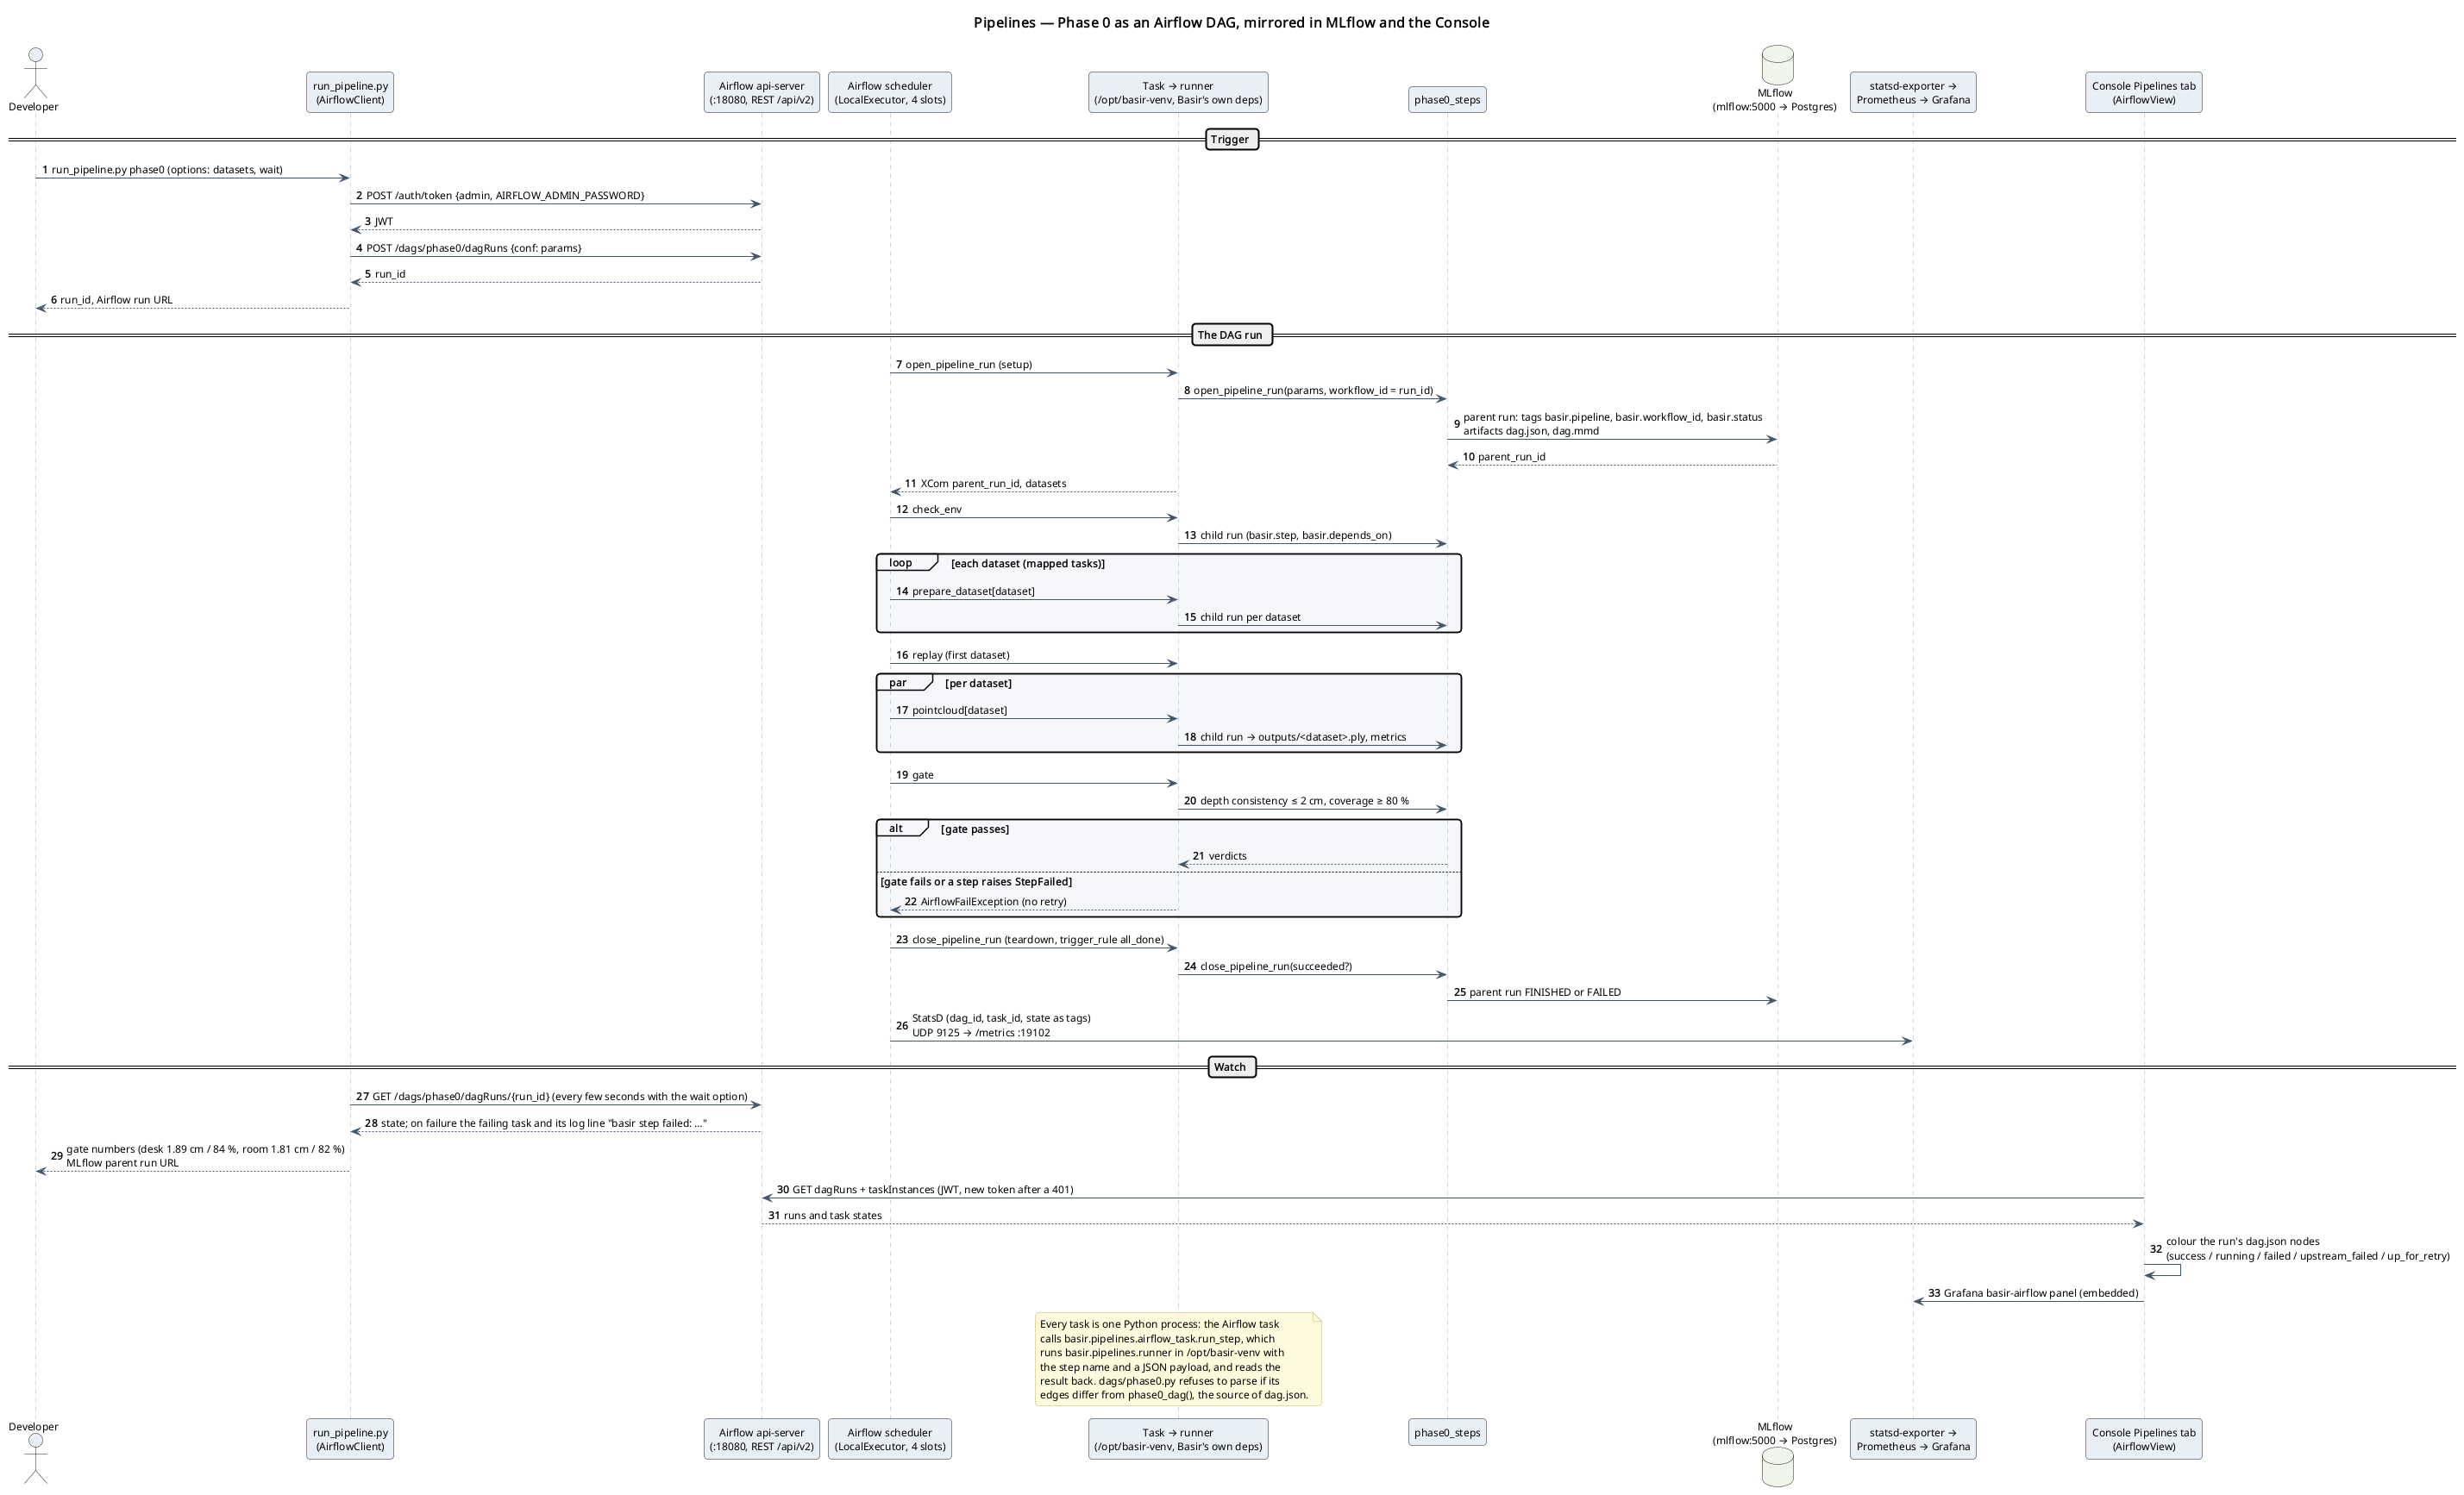 Pipelines — Phase 0 as an Airflow DAG, mirrored in MLflow and the Console
Developer
run_pipeline.py
(AirflowClient)
Airflow api-server
(:18080, REST /api/v2)
Airflow scheduler
(LocalExecutor, 4 slots)
Task → runner
(/opt/basir-venv, Basir's own deps)
phase0_steps
MLflow
(mlflow:5000 → Postgres)
statsd-exporter →
Prometheus → Grafana
Console Pipelines tab
(AirflowView)
Trigger
1 run_pipeline.py phase0 (options: datasets, wait)
2 POST /auth/token {admin, AIRFLOW_ADMIN_PASSWORD}
3 JWT
4 POST /dags/phase0/dagRuns {conf: params}
5 run_id
6 run_id, Airflow run URL
The DAG run
7 open_pipeline_run (setup)
8 open_pipeline_run(params, workflow_id = run_id)
9 parent run: tags basir.pipeline, basir.workflow_id, basir.status
artifacts dag.json, dag.mmd
10 parent_run_id
11 XCom parent_run_id, datasets
12 check_env
13 child run (basir.step, basir.depends_on)
loop [each dataset (mapped tasks)]
14 prepare_dataset[dataset]
15 child run per dataset
16 replay (first dataset)
par [per dataset]
17 pointcloud[dataset]
18 child run → outputs/<dataset>.ply, metrics
19 gate
20 depth consistency ≤ 2 cm, coverage ≥ 80 %
alt [gate passes]
21 verdicts
[gate fails or a step raises StepFailed]
22 AirflowFailException (no retry)
23 close_pipeline_run (teardown, trigger_rule all_done)
24 close_pipeline_run(succeeded?)
25 parent run FINISHED or FAILED
26 StatsD (dag_id, task_id, state as tags)
UDP 9125 → /metrics :19102
Watch
27 GET /dags/phase0/dagRuns/{run_id} (every few seconds with the wait option)
28 state; on failure the failing task and its log line "basir step failed: ..."
29 gate numbers (desk 1.89 cm / 84 %, room 1.81 cm / 82 %)
MLflow parent run URL
30 GET dagRuns + taskInstances (JWT, new token after a 401)
31 runs and task states
32 colour the run's dag.json nodes
(success / running / failed / upstream_failed / up_for_retry)
33 Grafana basir-airflow panel (embedded)
Every task is one Python process: the Airflow task
calls basir.pipelines.airflow_task.run_step, which
runs basir.pipelines.runner in /opt/basir-venv with
the step name and a JSON payload, and reads the
result back. dags/phase0.py refuses to parse if its
edges differ from phase0_dag(), the source of dag.json.
Developer
run_pipeline.py
(AirflowClient)
Airflow api-server
(:18080, REST /api/v2)
Airflow scheduler
(LocalExecutor, 4 slots)
Task → runner
(/opt/basir-venv, Basir's own deps)
phase0_steps
MLflow
(mlflow:5000 → Postgres)
statsd-exporter →
Prometheus → Grafana
Console Pipelines tab
(AirflowView)